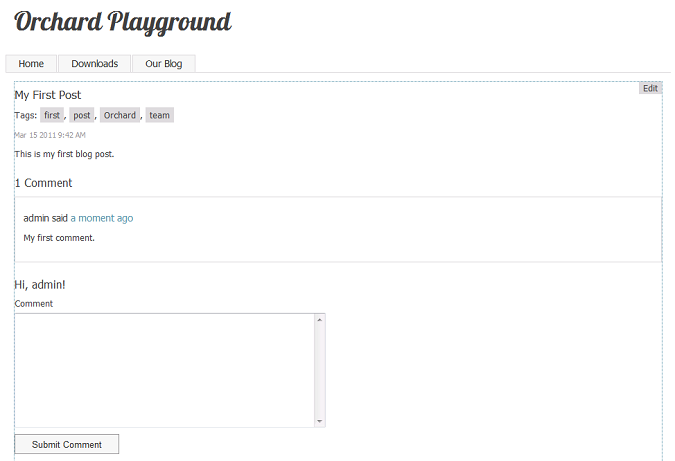 Orchard Playground
Home Downloads Our Blog
Edit
My First Post
Tags: first, post, Orchard, team
Mar 15 2011 9:42 AM
This is my first blog post.
1 Comment
admin said a moment ago
My first comment.
Hi, admin!
Comment
Submit Comment